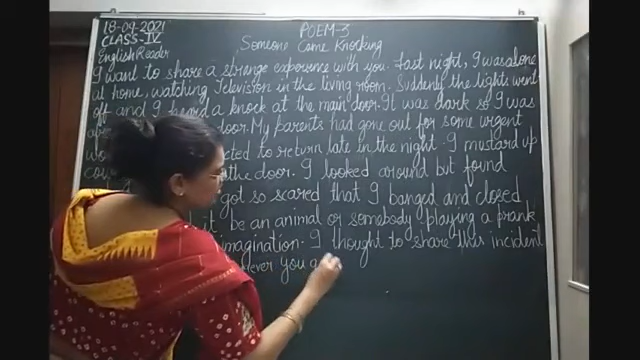 18-09-2021
CLASS-IV
English Reader
POEM-3
Someone Came Knocking
I want to share a strange experience with you. Last night, I was alone
at home, watching Television in the living room. Suddenly the lights went
off and I heard a knock at the main door. It was dark so I was
door. My parents had gone out for some urgent
to return late in the night. I mustard up
the door. I looked around but found
got so scared that I banged and closed
it be an animal or somebody playing a prank
imagination. I thought to share this incident
you a